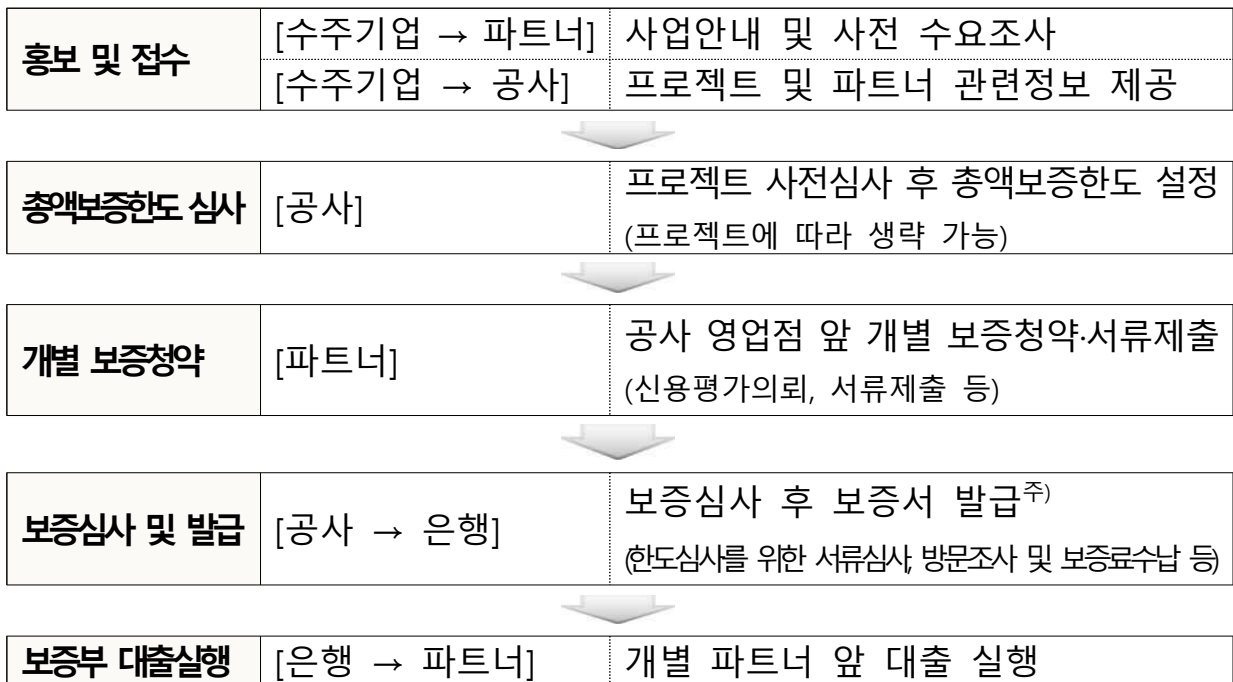 홍보 및 접수
[수주기업 → 파트너] 사업안내 및 사전 수요조사
[수주기업 → 공사] 프로젝트 및 파트너 관련정보 제공
총액보증한도 심사
[공사]
프로젝트 사전심사 후 총액보증한도 설정
(프로젝트에 따라 생략 가능)
개별 보증청약
[파트너]
공사 영업점 앞 개별 보증청약·서류제출
(신용평가의뢰, 서류제출 등)
보증심사 및 발급
[공사 → 은행]
보증심사 후 보증서 발급주)
(한도심사를 위한 서류심사, 방문조사 및 보증료수납 등)
보증부 대출실행 [은행 → 파트너] 개별 파트너 앞 대출 실행